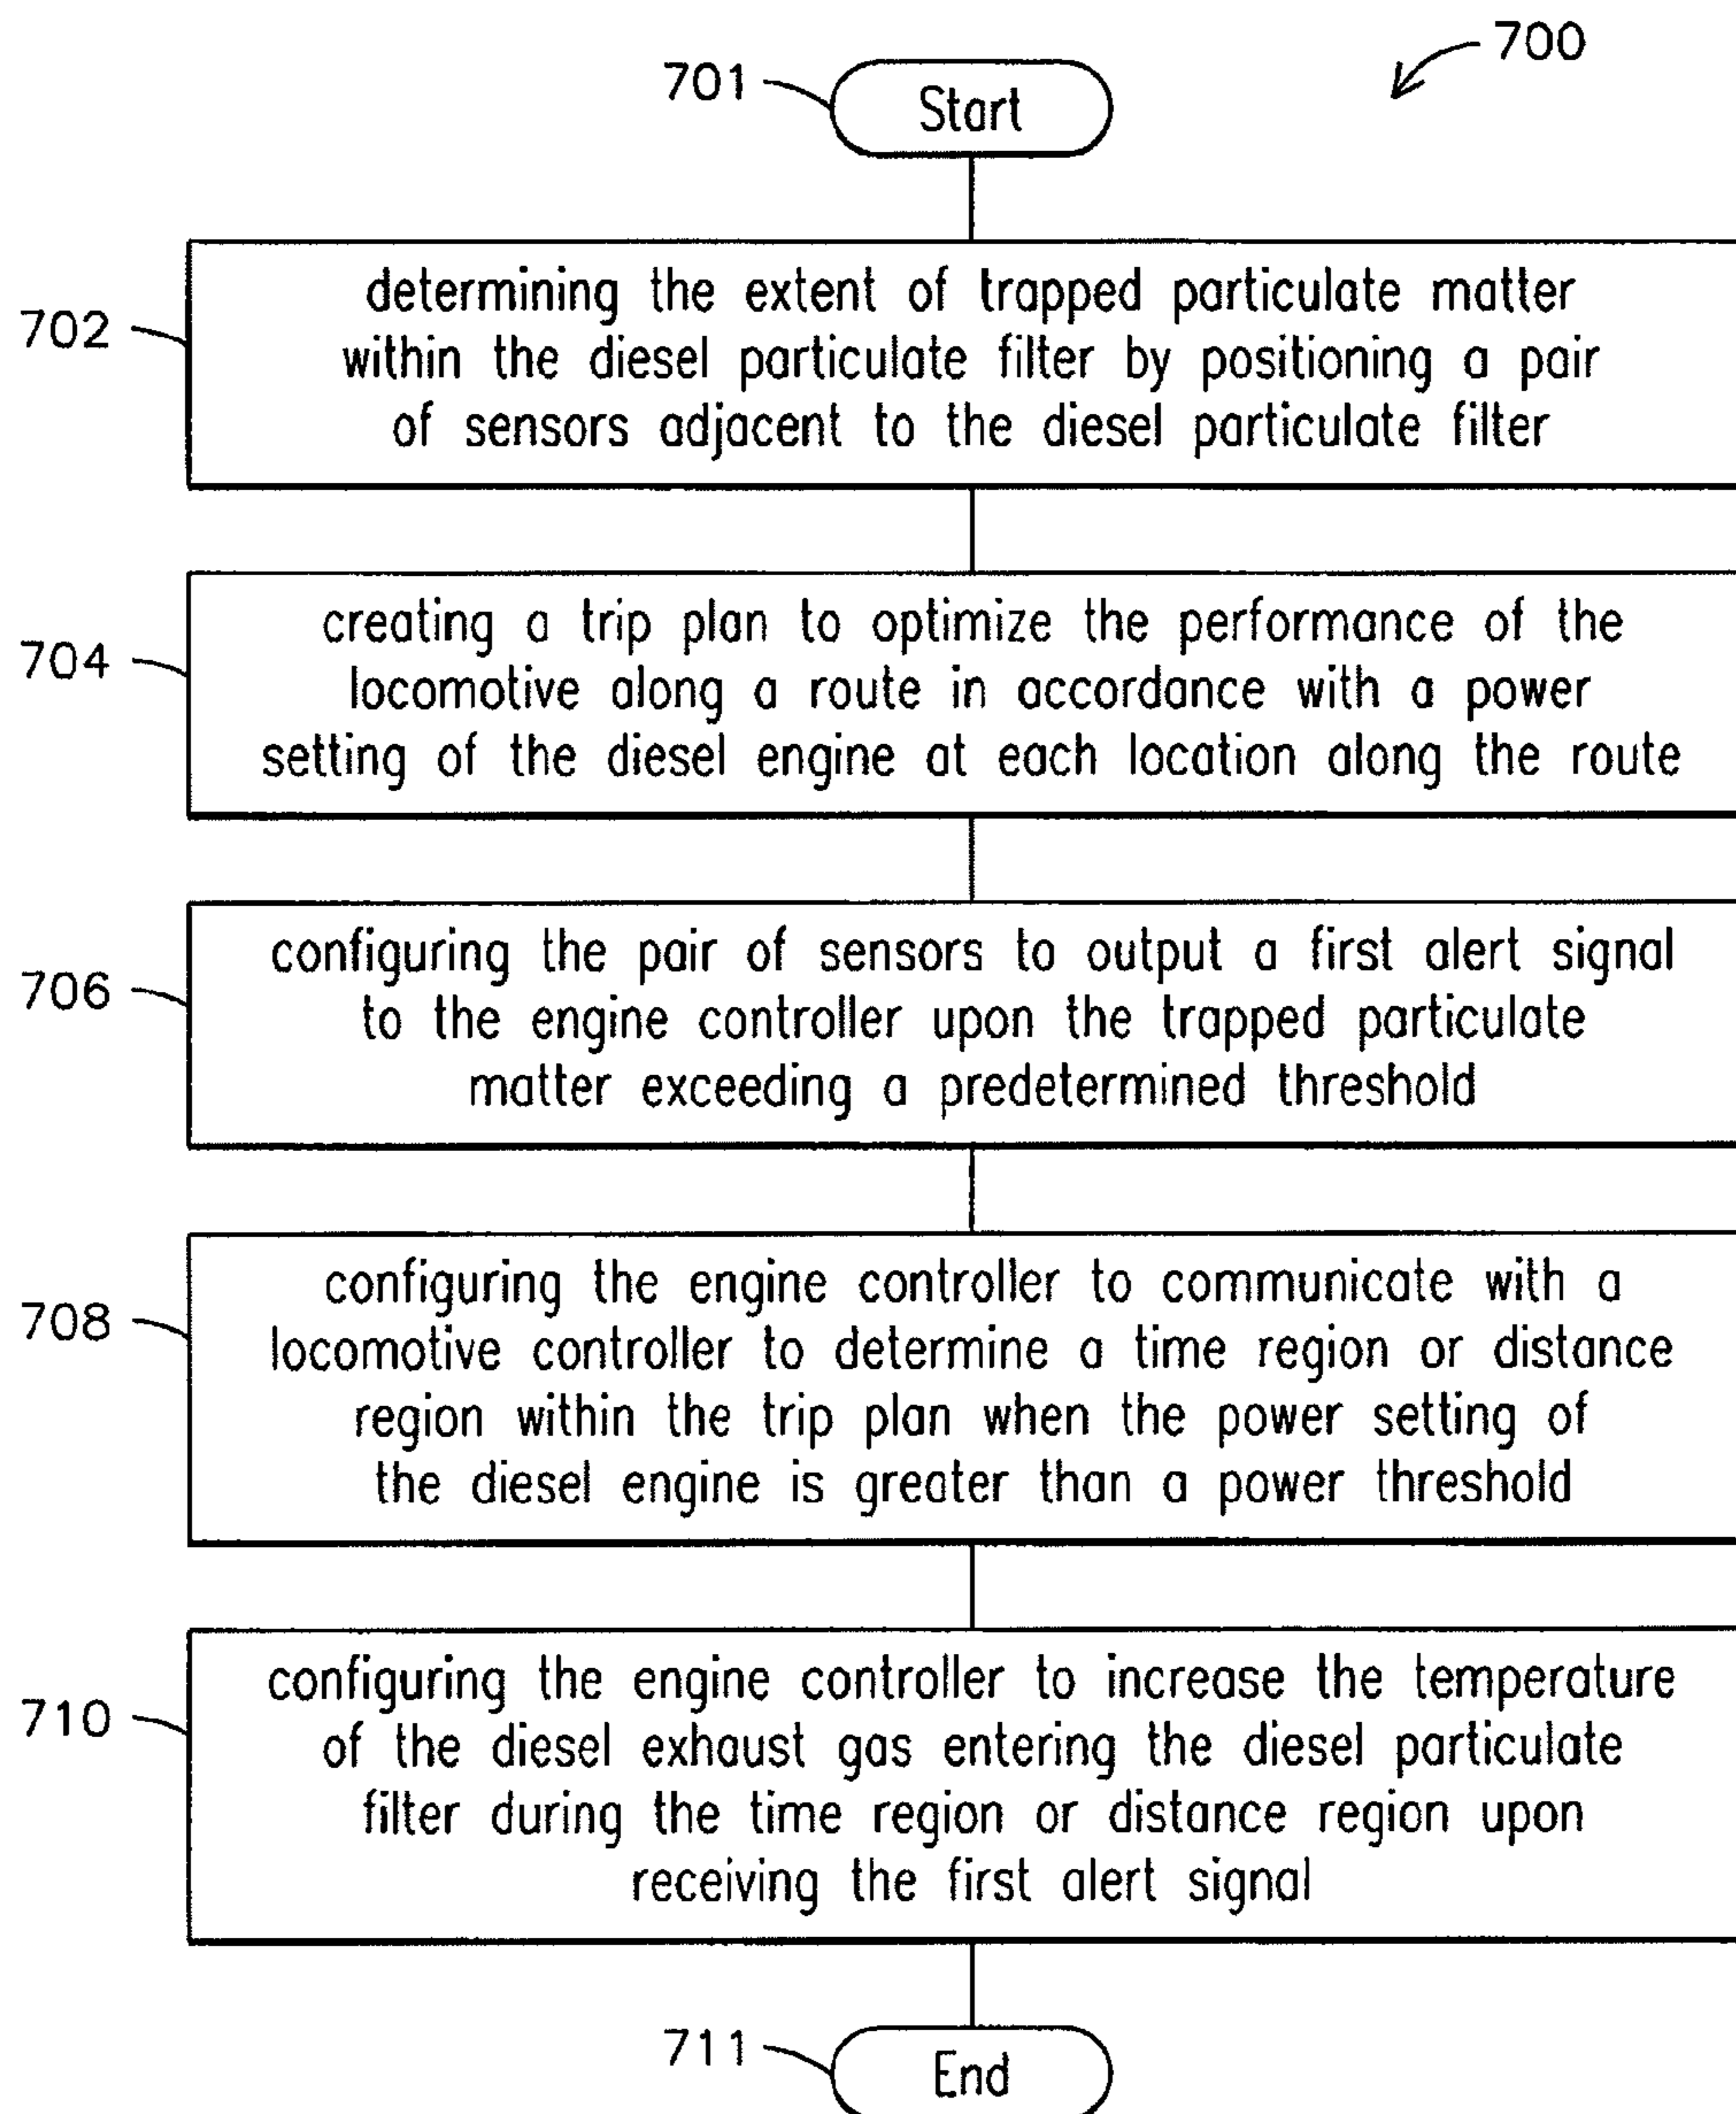 700
701
Start
702
determining the extent of trapped particulate matter
within the diesel particulate filter by positioning a pair
of sensors adjacent to the diesel particulate filter
704
creating a trip plan to optimize the performance of the
locomotive along a route in accordance with a power
setting of the diesel engine at each location along the route
706
configuring the pair of sensors to output a first alert signal
to the engine controller upon the trapped particulate
matter exceeding a predetermined threshold
708
configuring the engine controller to communicate with a
locomotive controller to determine a time region or distance
region within the trip plan when the power setting of
the diesel engine is greater than a power threshold
710
configuring the engine controller to increase the temperature
of the diesel exhaust gas entering the diesel particulate
filter during the time region or distance region upon
receiving the first alert signal
711
End